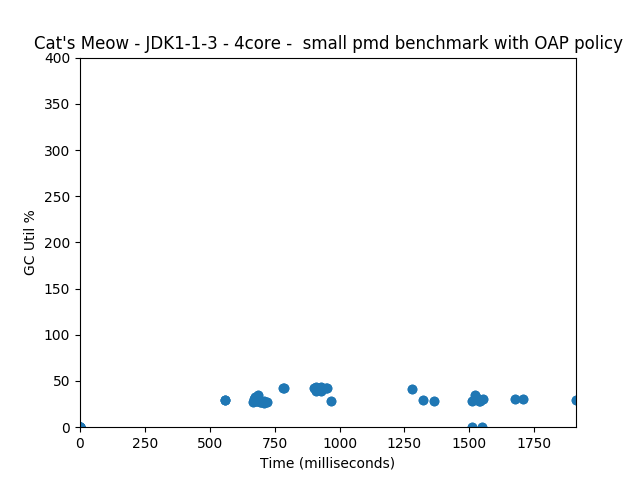 Cat's Meow - JDK1-1-3 - 4core -  small pmd benchmark with OAP policy
400
350
300
250
200
150
100
50
0
GC Util %
0 250 500 750 1000 1250 1500 1750
Time (milliseconds)